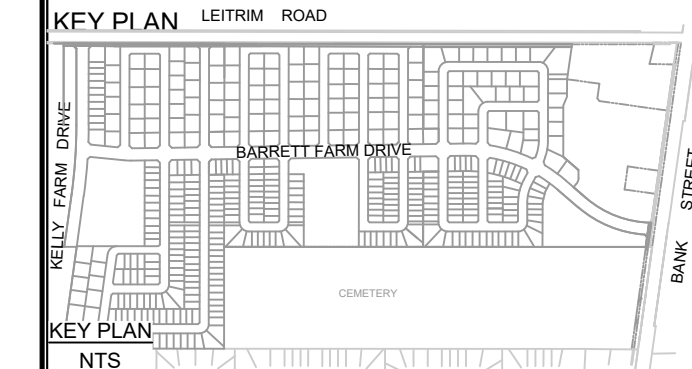 KEY PLAN
LEITRIM ROAD
KELLY FARM DRIVE
BARRETT FARM DRIVE
BANK STREET
CEMETERY
KEY PLAN
NTS